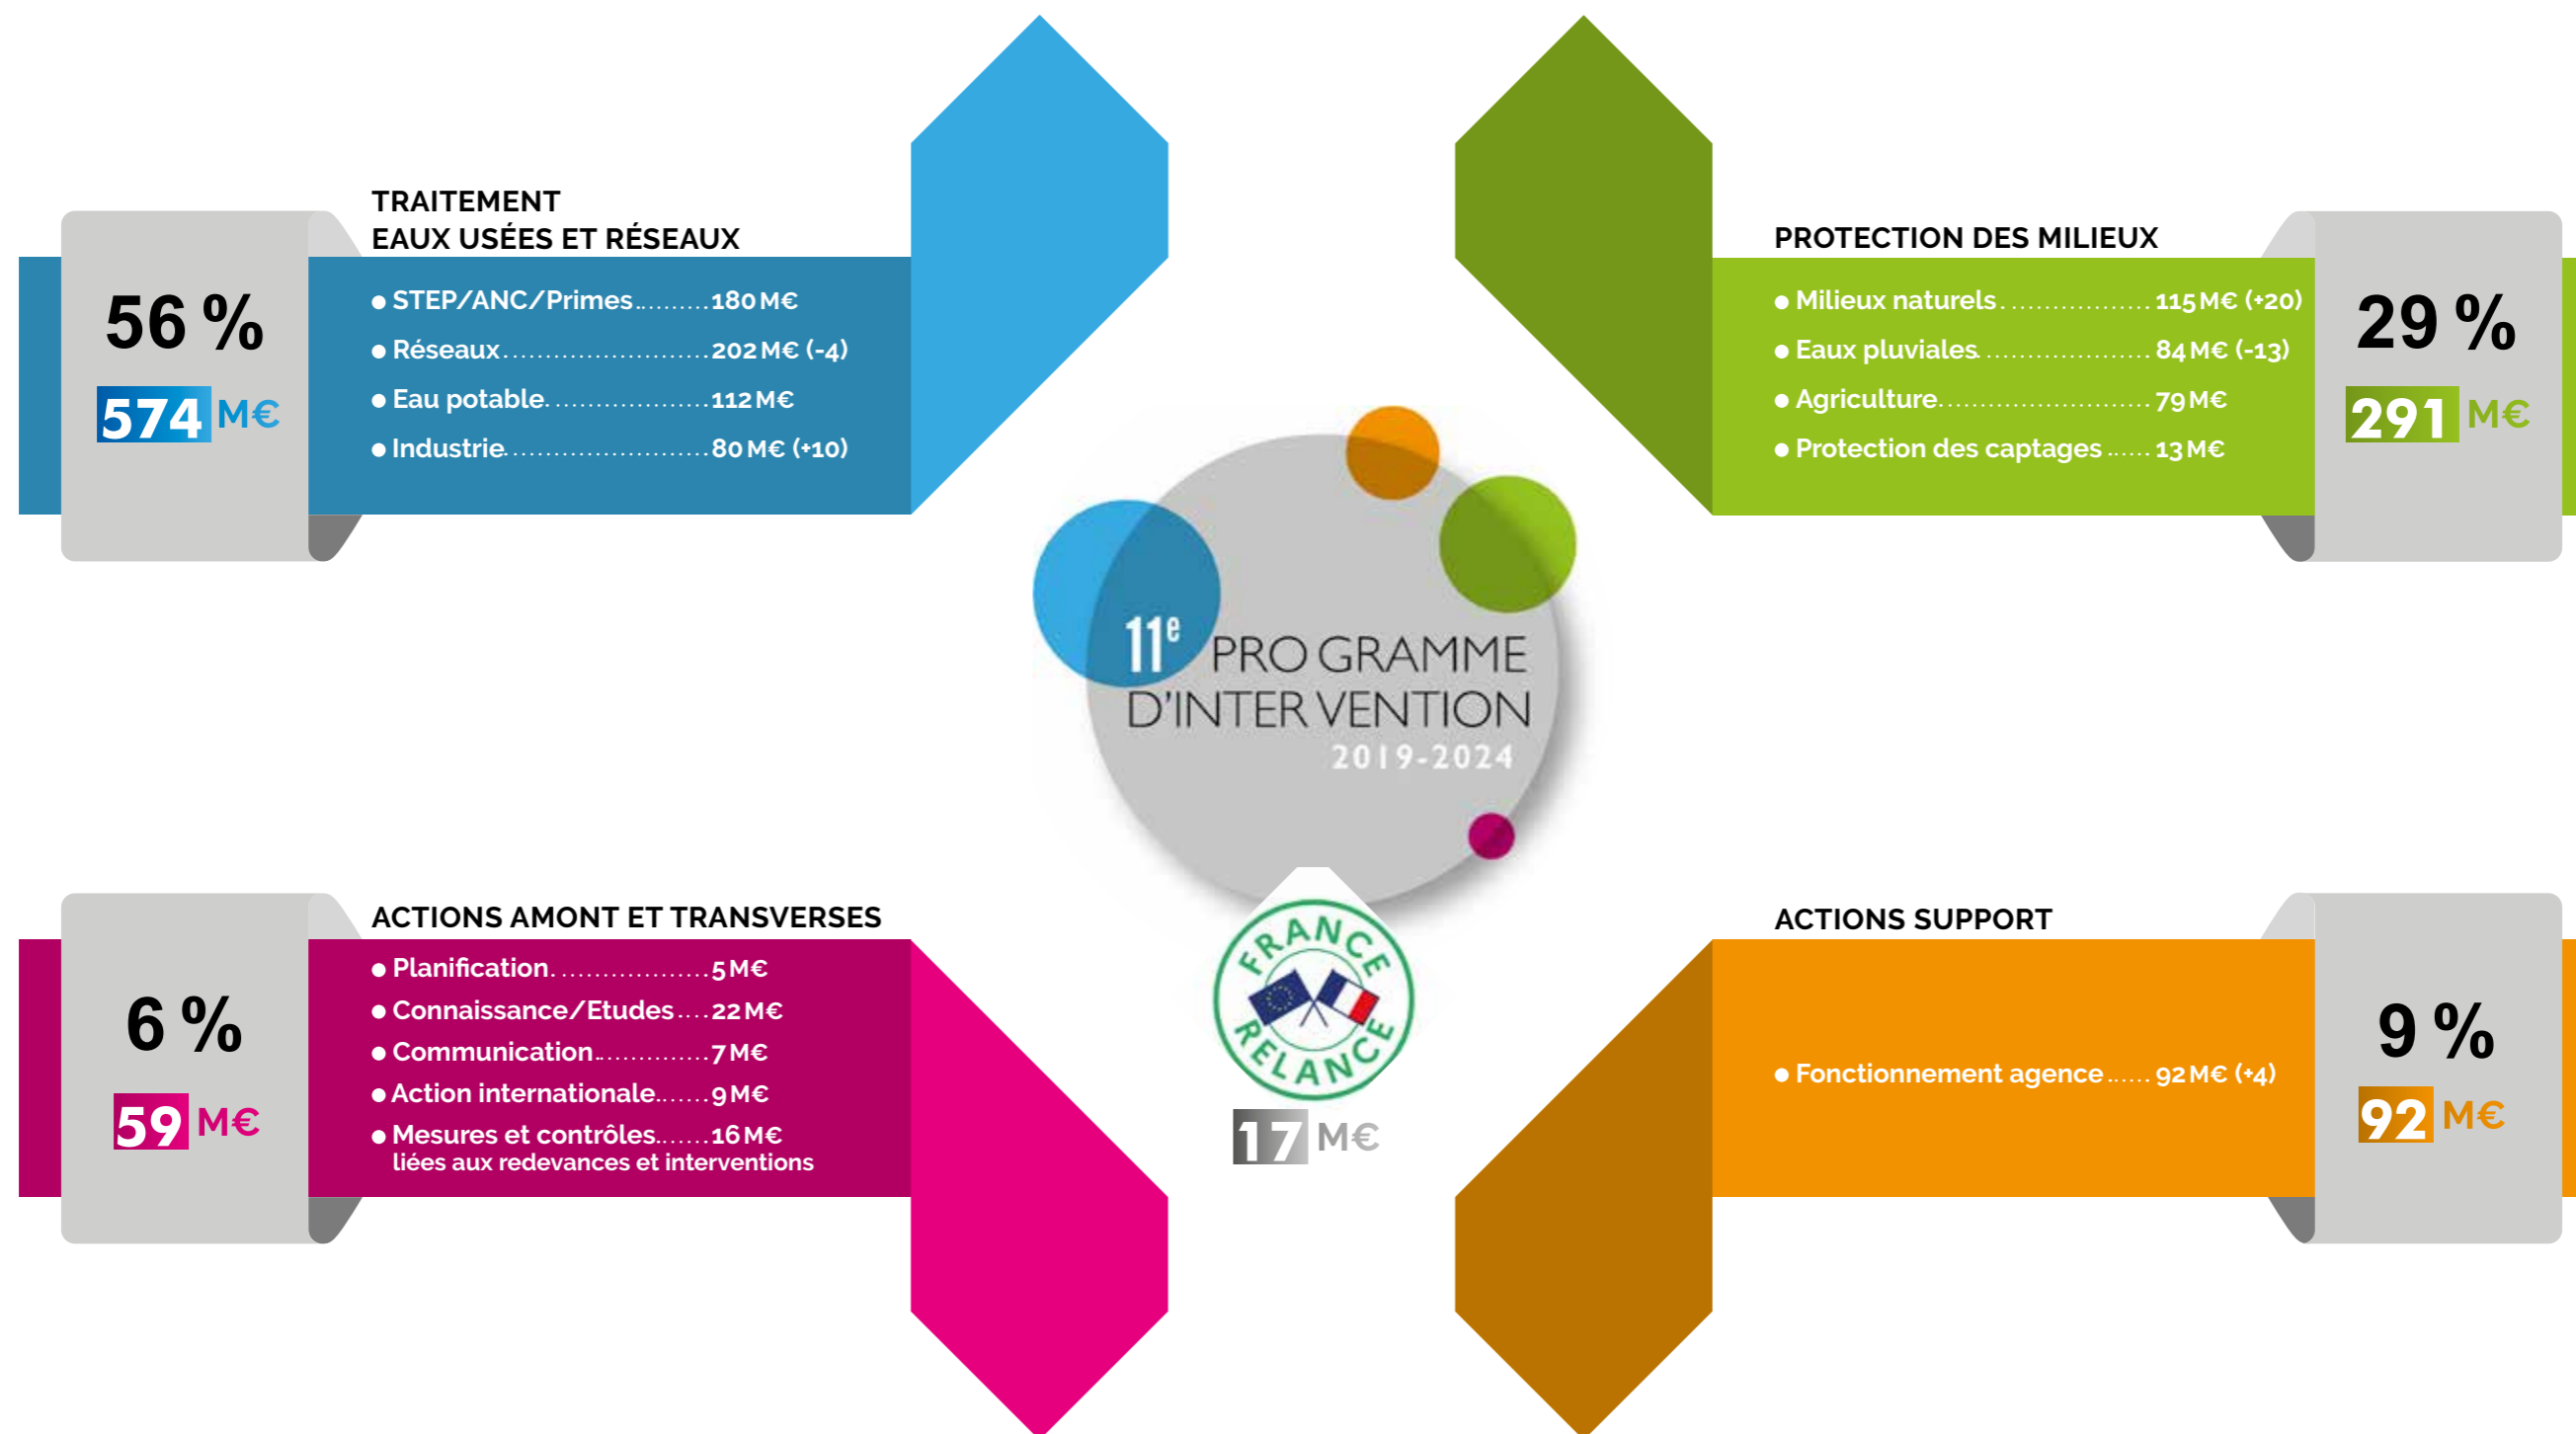 TRAITEMENT
EAUX USÉES ET RÉSEAUX
56 %
574 M€
● STEP/ANC/Primes.........180 M€
● Réseaux.........................202 M€ (-4)
● Eau potable....................112 M€
● Industrie.........................80 M€ (+10)
PROTECTION DES MILIEUX
● Milieux naturels..................115 M€ (+20)
● Eaux pluviales.....................84 M€ (-13)
● Agriculture..........................79 M€
● Protection des captages......13 M€
29 %
291 M€
11e PROGRAMME
D'INTERVENTION
2019-2024
ACTIONS AMONT ET TRANSVERSES
6 %
59 M€
● Planification...................5 M€
● Connaissance/Etudes....22 M€
● Communication..............7 M€
● Action internationale.......9 M€
● Mesures et contrôles.......16 M€
liées aux redevances et interventions
FRANCE
RELANCE
17 M€
ACTIONS SUPPORT
● Fonctionnement agence......92 M€ (+4)
9 %
92 M€